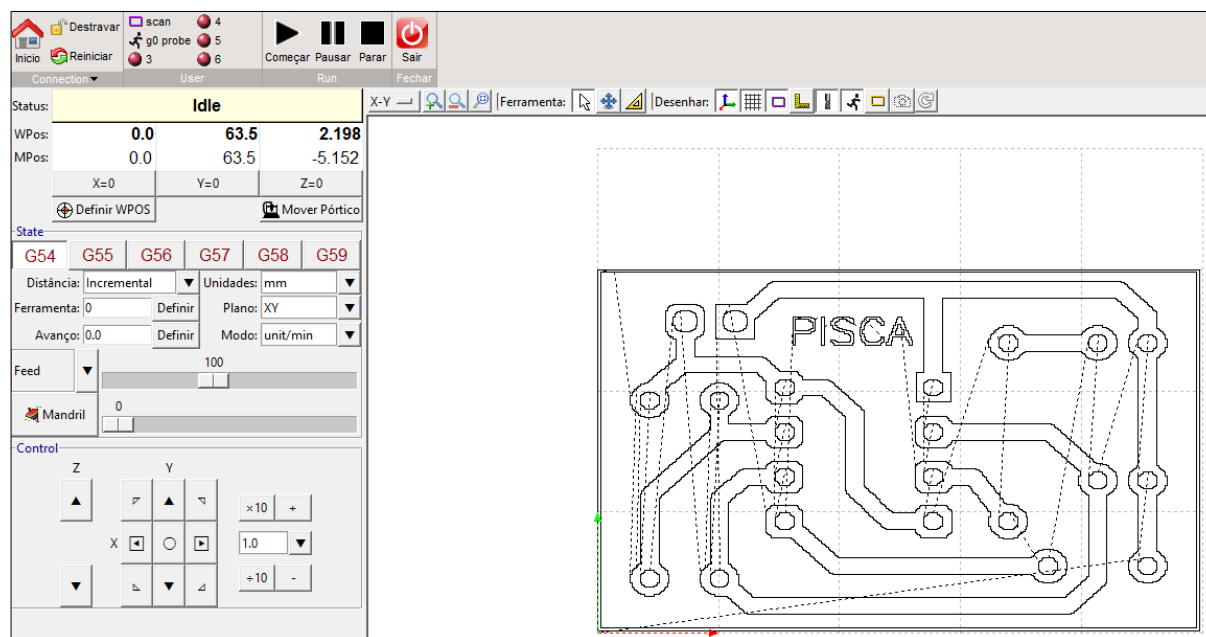 Destravar
scan
4
g0 probe
5
Inicio
Reiniciar
3
6
Começar Pausar Parar
Sair
Connection
User
Run
Fechar
Status:
Idle
X-Y
Ferramenta:
Desenhar:
WPos:
0.0
63.5
2.198
MPos:
0.0
63.5
-5.152
X=0
Y=0
Z=0
Definir WPOS
Mover Pórtico
State
G54 G55 G56 G57 G58 G59
Distância: Incremental
Unidades: mm
Ferramenta: 0 Definir
Plano: XY
Avanço: 0.0 Definir
Modo: unit/min
Feed
100
Mandril
0
Control
Z
Y
×10
+
X
1.0
÷10
-
PISCA